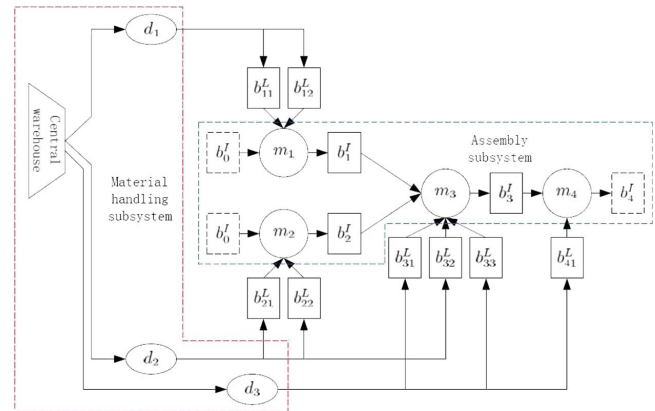 d₁
b₁₁ᴸ b₁₂ᴸ
Central warehouse
Material handling subsystem
Assembly subsystem
b₀ᴵ m₁ b₁ᴵ
m₃ b₃ᴵ m₄ b₄ᴵ
b₀ᴵ m₂ b₂ᴵ
b₂₁ᴸ b₂₂ᴸ
b₃₁ᴸ b₃₂ᴸ b₃₃ᴸ b₄₁ᴸ
d₂
d₃